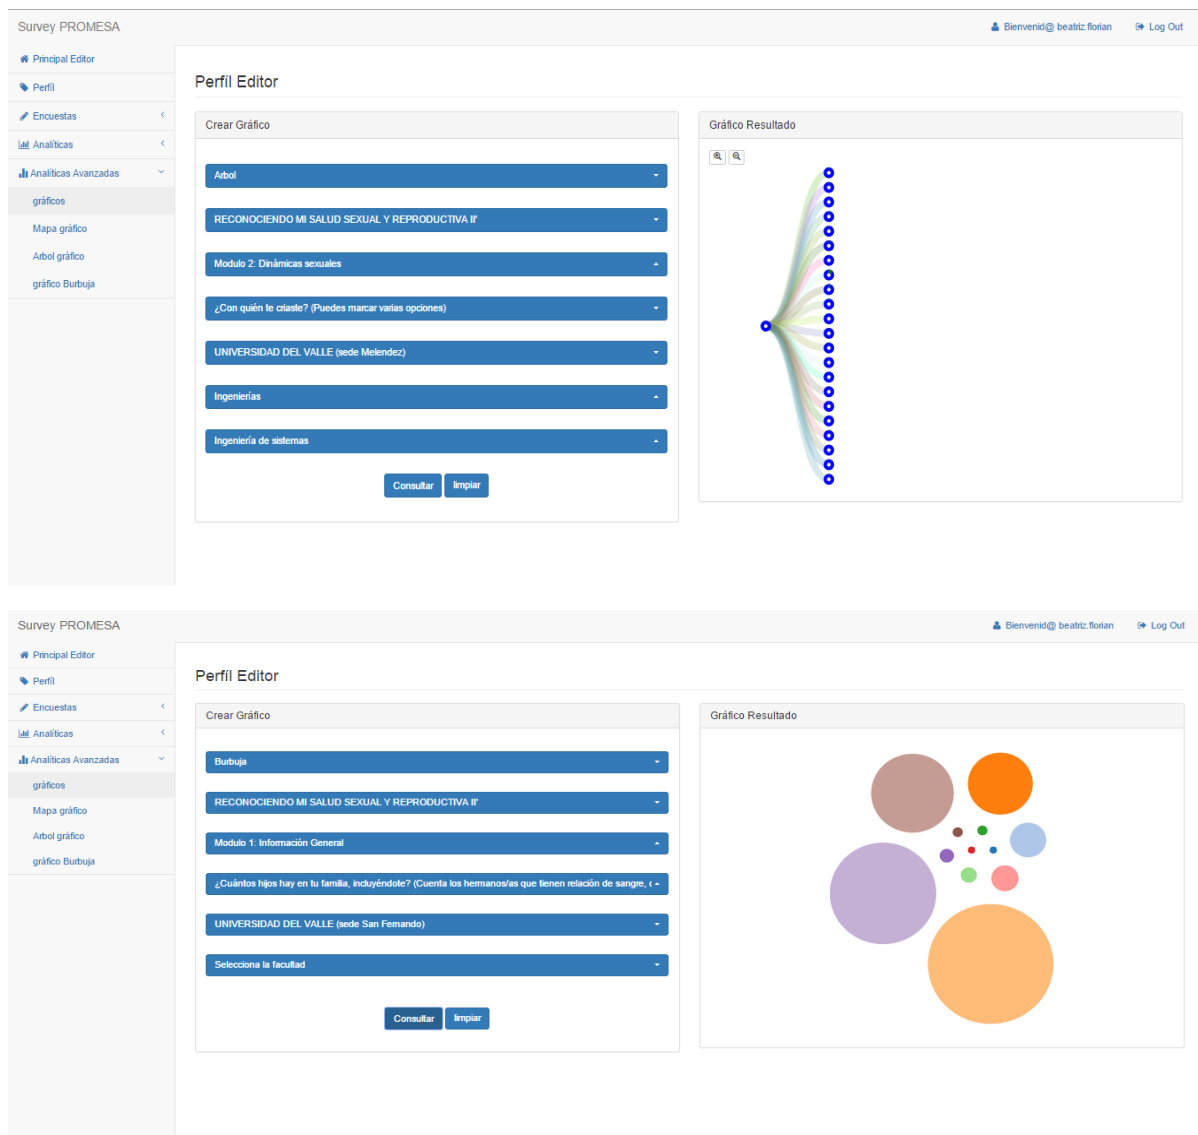 Survey PROMESA
Bienvenid@ beatriz.florian
Log Out
Principal Editor
Perfíl
Encuestas
Analíticas
Analíticas Avanzadas
gráficos
Mapa gráfico
Arbol gráfico
gráfico Burbuja
Perfíl Editor
Crear Gráfico
Arbol
RECONOCIENDO MI SALUD SEXUAL Y REPRODUCTIVA II'
Modulo 2: Dinámicas sexuales
¿Con quién te criaste? (Puedes marcar varias opciones)
UNIVERSIDAD DEL VALLE (sede Melendez)
Ingenierías
Ingeniería de sistemas
Consultar
limpiar
Gráfico Resultado
Survey PROMESA
Bienvenid@ beatriz.florian
Log Out
Principal Editor
Perfíl
Encuestas
Analíticas
Analíticas Avanzadas
gráficos
Mapa gráfico
Arbol gráfico
gráfico Burbuja
Perfíl Editor
Crear Gráfico
Burbuja
RECONOCIENDO MI SALUD SEXUAL Y REPRODUCTIVA II'
Modulo 1: Información General
¿Cuántos hijos hay en tu familia, incluyéndote? (Cuenta los hermanos/as que tienen relación de sangre, (
UNIVERSIDAD DEL VALLE (sede San Fernando)
Selecciona la facultad
Consultar
limpiar
Gráfico Resultado